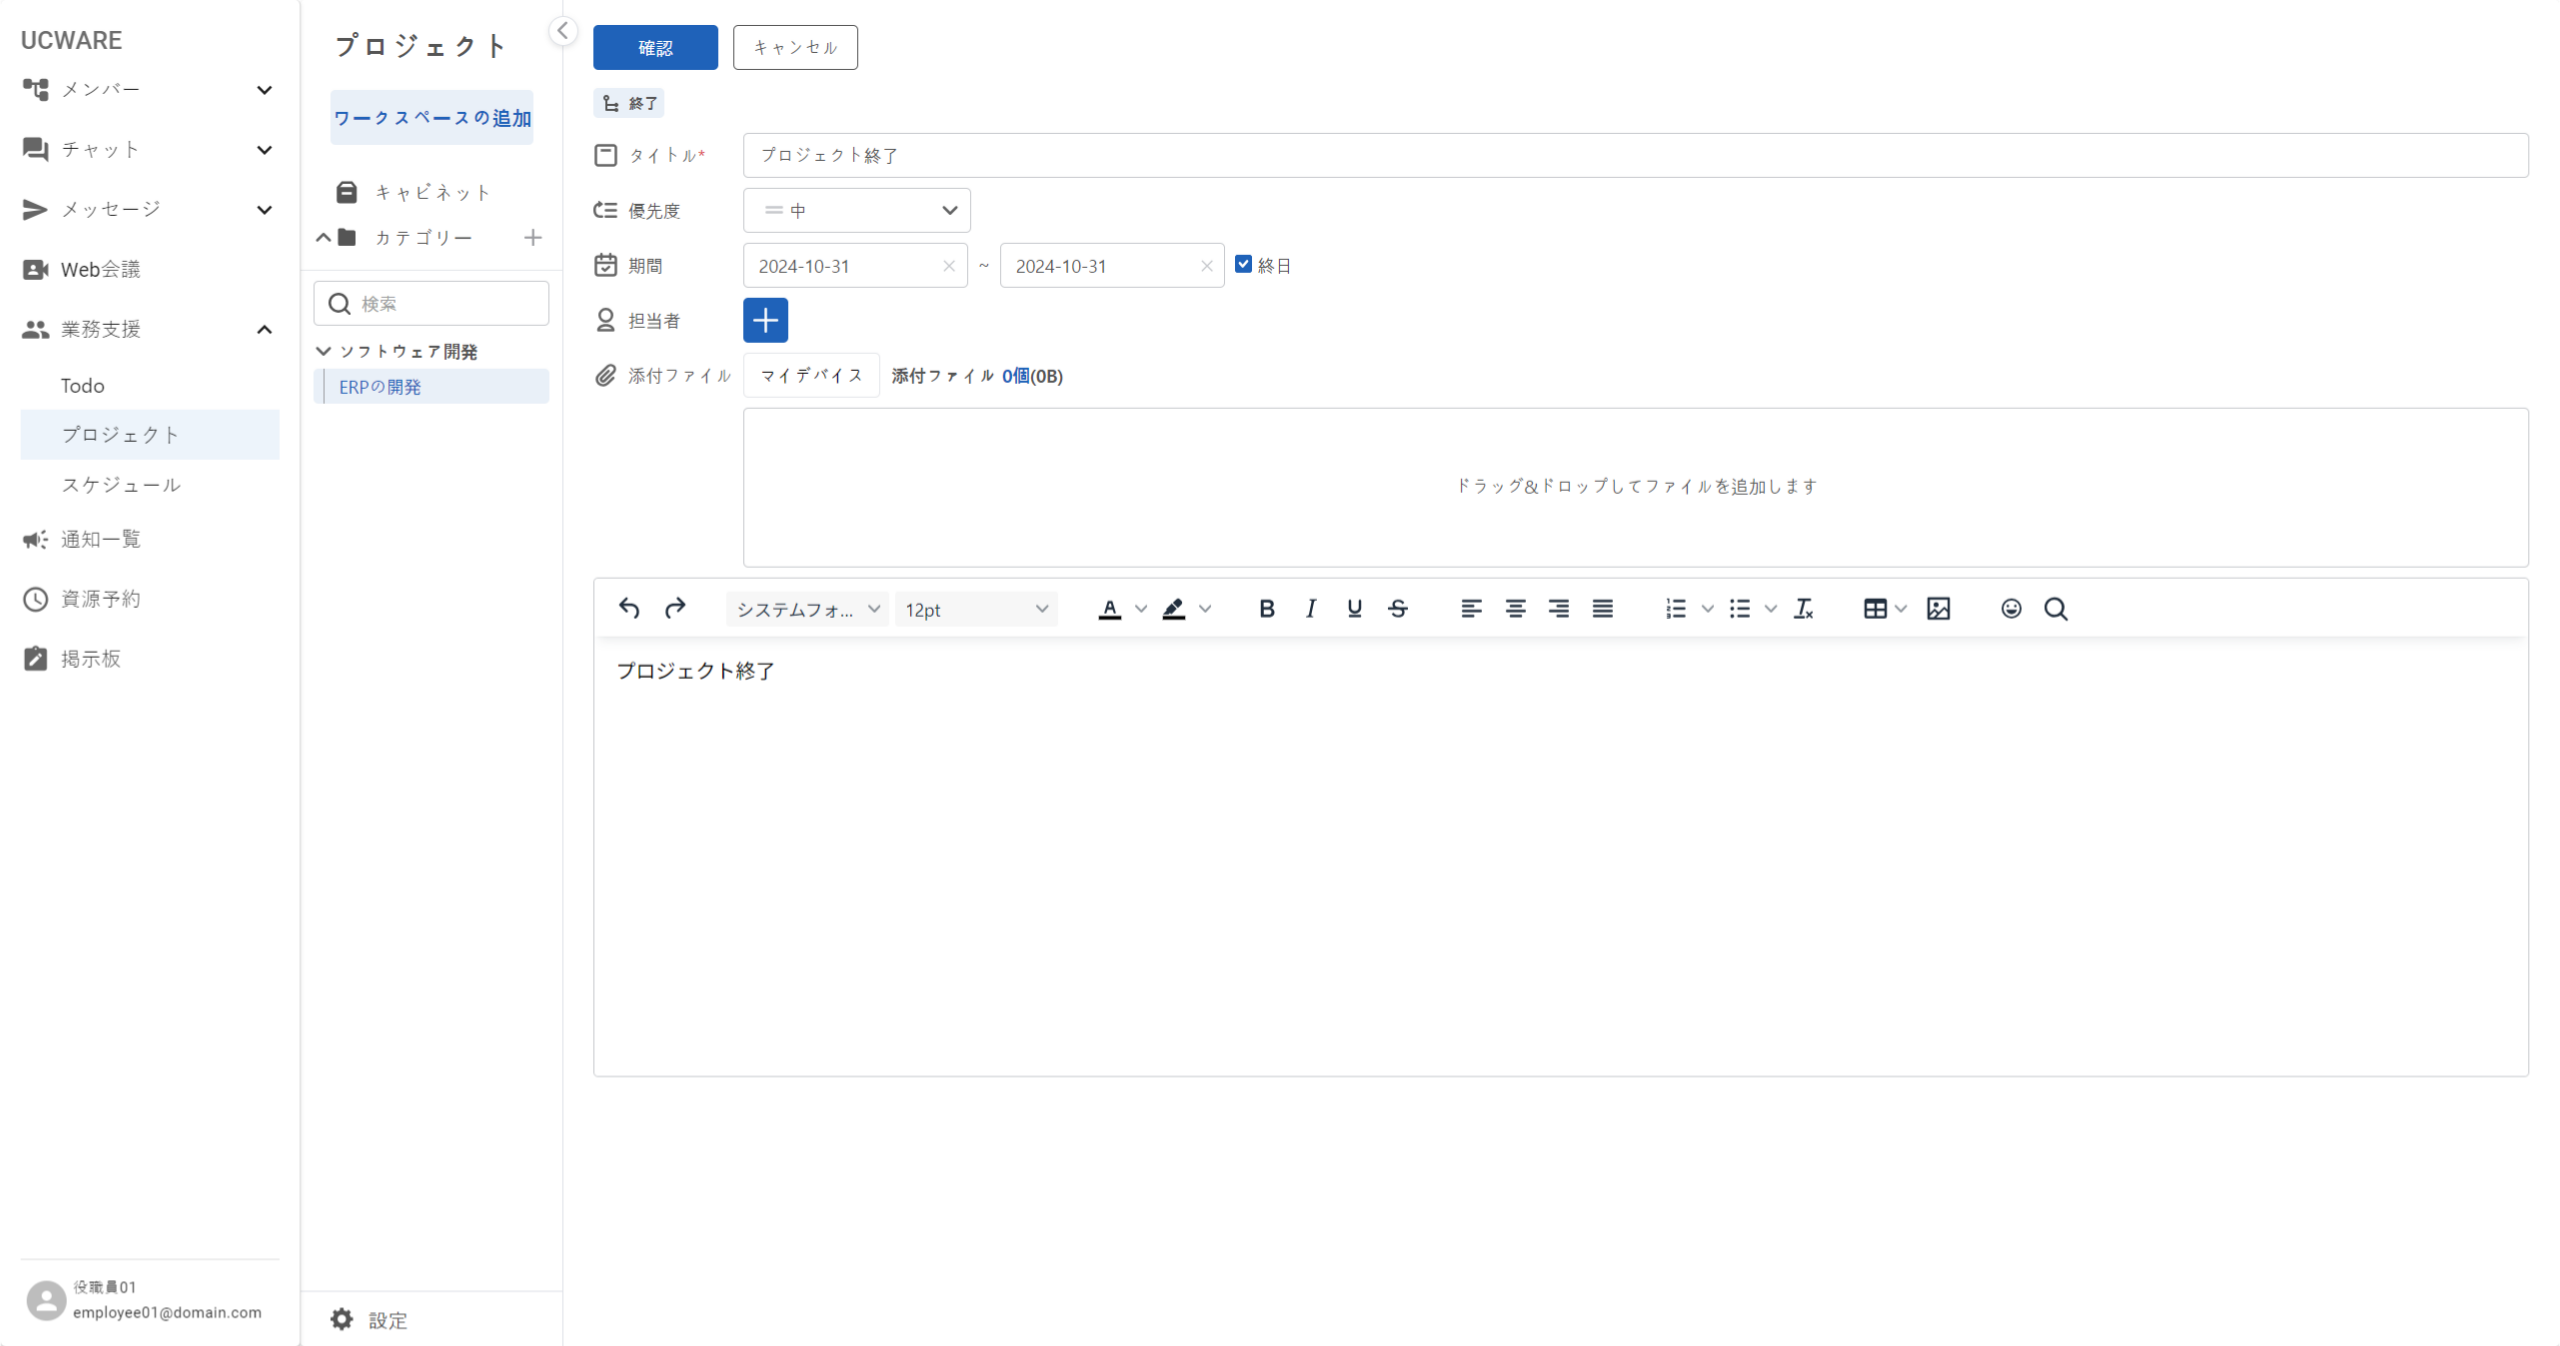 UCWARE
メンバー
チャット
メッセージ
Web会議
業務支援
Todo
プロジェクト
スケジュール
通知一覧
資源予約
掲示板
役職員01
employee01@domain.com
プロジェクト
ワークスペースの追加
キャビネット
カテゴリー
検索
ソフトウェア開発
ERPの開発
設定
確認 キャンセル
終了
タイトル* プロジェクト終了
優先度 中
期間 2024-10-31 ~ 2024-10-31 終日
担当者
添付ファイル マイデバイス 添付ファイル 0個(0B)
ドラッグ&ドロップしてファイルを追加します
システムフォ... 12pt
プロジェクト終了